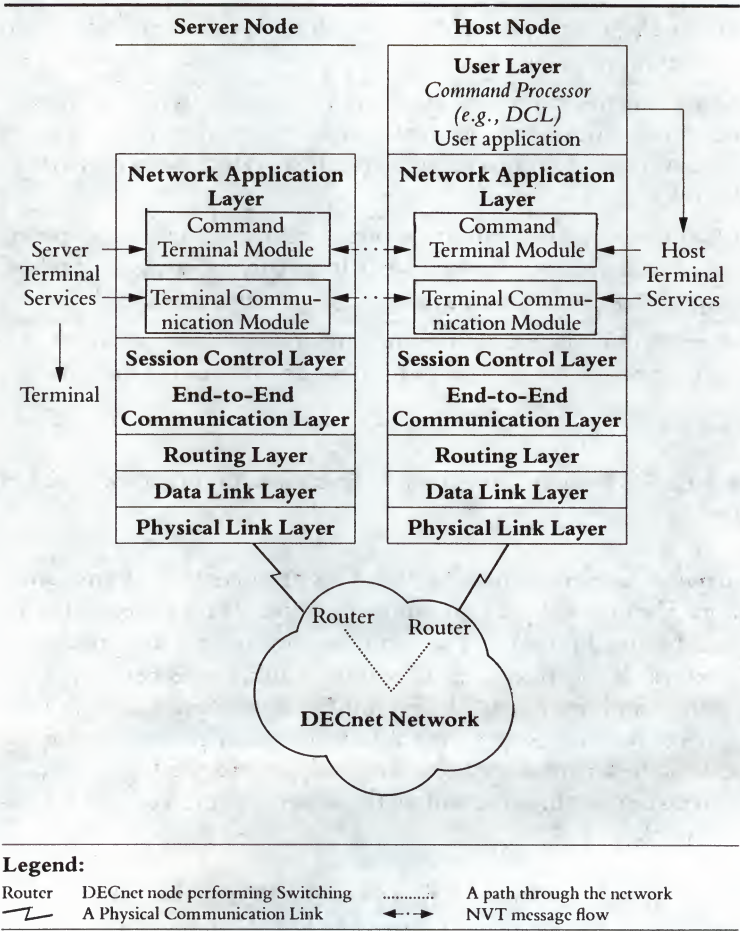 Server Node
Host Node
User Layer
Command Processor
(e.g., DCL)
User application
Network Application
Layer
Command
Terminal Module
Terminal Commu-
nication Module
Session Control Layer
End-to-End
Communication Layer
Routing Layer
Data Link Layer
Physical Link Layer
Network Application
Layer
Command
Terminal Module
Terminal Commu-
nication Module
Session Control Layer
End-to-End
Communication Layer
Routing Layer
Data Link Layer
Physical Link Layer
Server
Terminal
Services
Terminal
Host
Terminal
Services
Router
Router
DECnet Network
Legend:
Router DECnet node performing Switching
A path through the network
A Physical Communication Link
NVT message flow